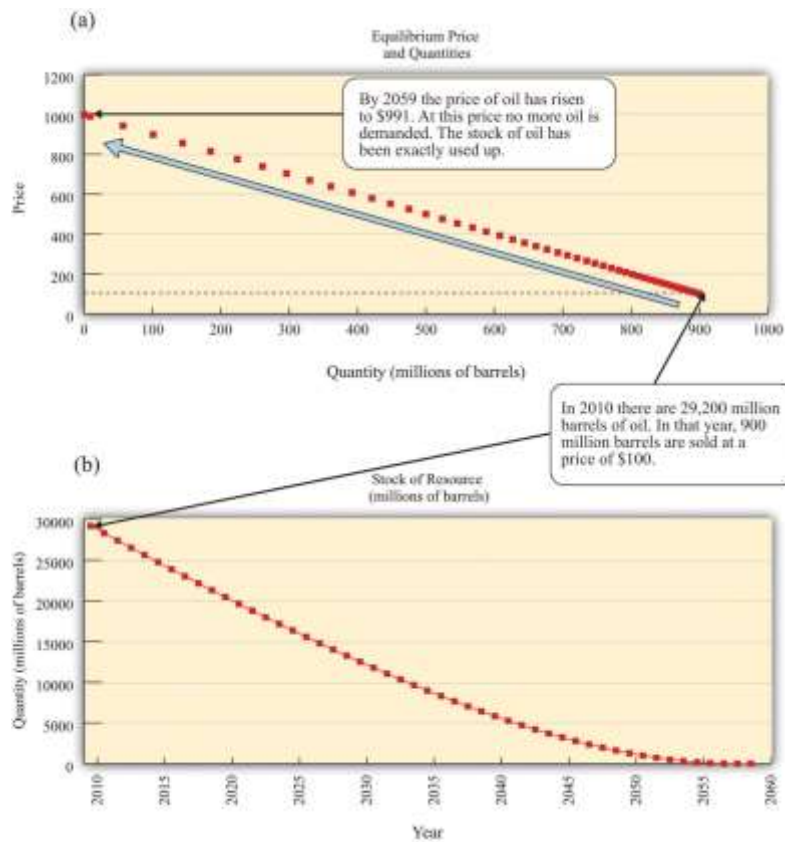 (a)
Equilibrium Price
and Quantities
1200
1000
800
600
400
200
0
Price
By 2059 the price of oil has risen
to $991. At this price no more oil is
demanded. The stock of oil has
been exactly used up.
0 100 200 300 400 500 600 700 800 900 1000
Quantity (millions of barrels)
In 2010 there are 29,200 million
barrels of oil. In that year, 900
million barrels are sold at a
price of $100.
(b)
Stock of Resource
(millions of barrels)
30000
25000
20000
15000
10000
5000
0
Quantity (millions of barrels)
2010 2015 2020 2025 2030 2035 2040 2045 2050 2055 2060
Year